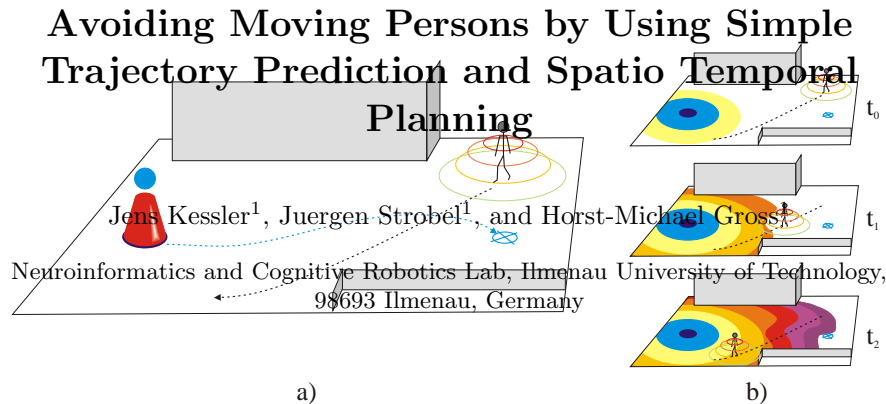 Avoiding Moving Persons by Using Simple
Trajectory Prediction and Spatio Temporal
Planning
Jens Kessler¹, Juergen Strobel¹, and Horst-Michael Gross¹
Neuroinformatics and Cognitive Robotics Lab, Ilmenau University of Technology,
98693 Ilmenau, Germany
t₀
t₁
t₂
a)
b)